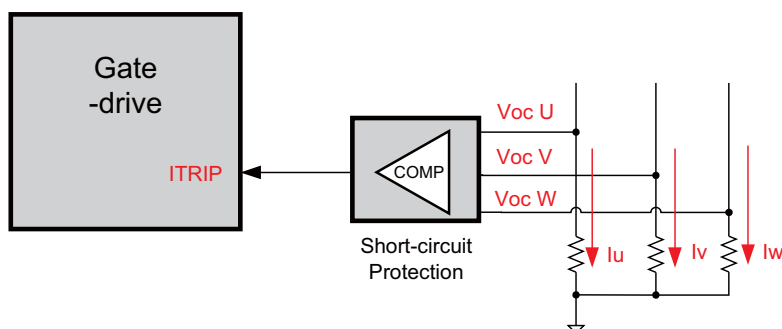 Gate
-drive
ITRIP
COMP
Short-circuit
Protection
Voc U
Voc V
Voc W
Iu
Iv
Iw